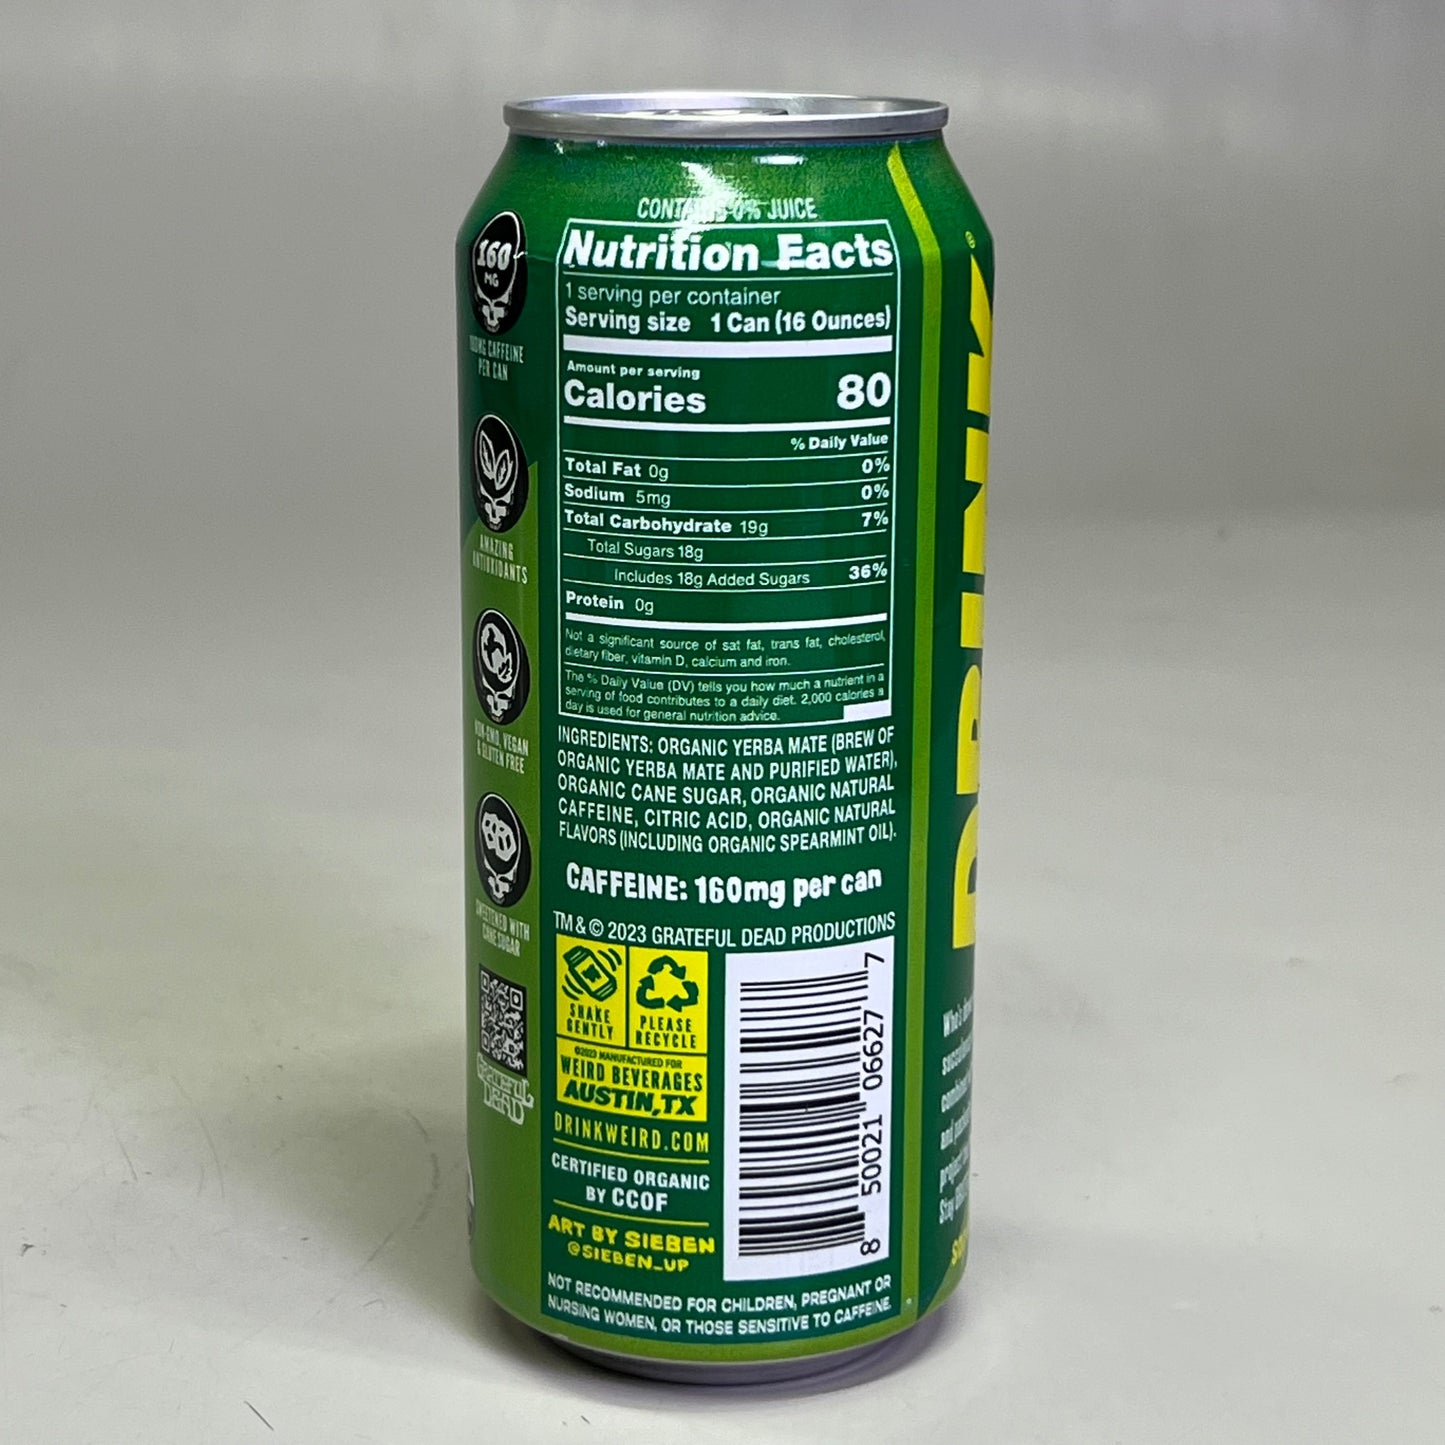 CONTAINS 0% JUICE
Nutrition Facts
1 serving per container
Serving size 1 Can (16 Ounces)
Amount per serving
Calories 80
% Daily Value
Total Fat 0g 0%
Sodium 5mg 0%
Total Carbohydrate 19g 7%
Total Sugars 18g
Includes 18g Added Sugars 36%
Protein 0g
Not a significant source of sat fat, trans fat, cholesterol,
dietary fiber, vitamin D, calcium and iron.
The % Daily Value (DV) tells you how much a nutrient in a
serving of food contributes to a daily diet. 2,000 calories a
day is used for general nutrition advice.
INGREDIENTS: ORGANIC YERBA MATE (BREW OF
ORGANIC YERBA MATE AND PURIFIED WATER),
ORGANIC CANE SUGAR, ORGANIC NATURAL
CAFFEINE, CITRIC ACID, ORGANIC NATURAL
FLAVORS (INCLUDING ORGANIC SPEARMINT OIL).
CAFFEINE: 160mg per can
TM & © 2023 GRATEFUL DEAD PRODUCTIONS
SHAKE
GENTLY
PLEASE
RECYCLE
©2023 MANUFACTURED FOR
WEIRD BEVERAGES
AUSTIN, TX
DRINKWEIRD.COM
CERTIFIED ORGANIC
BY CCOF
ART BY SIEBEN
@SIEBEN_UP
8 50021 06627 7
NOT RECOMMENDED FOR CHILDREN, PREGNANT OR
NURSING WOMEN, OR THOSE SENSITIVE TO CAFFEINE.
160
MG
160MG CAFFEINE
PER CAN
AMAZING
ANTIOXIDANTS
NON-GMO, VEGAN
& GLUTEN FREE
SWEETENED WITH
CANE SUGAR
GRATEFUL
DEAD
DRINK
®
Who's
and
Stay